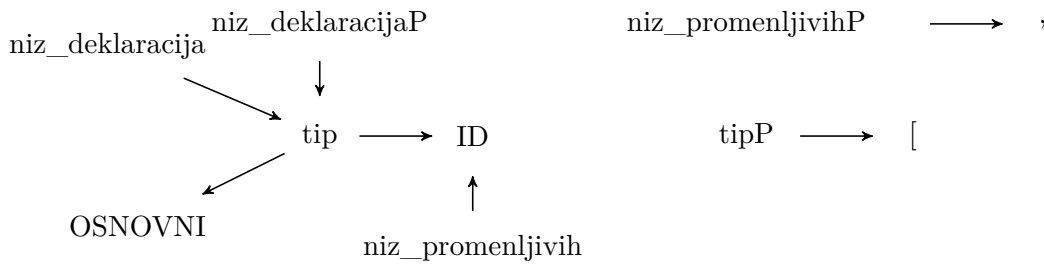 niz_deklaracijaP
niz_promenljivihP
,
niz_deklaracija
tip
ID
tipP
[
OSNOVNI
niz_promenljivih